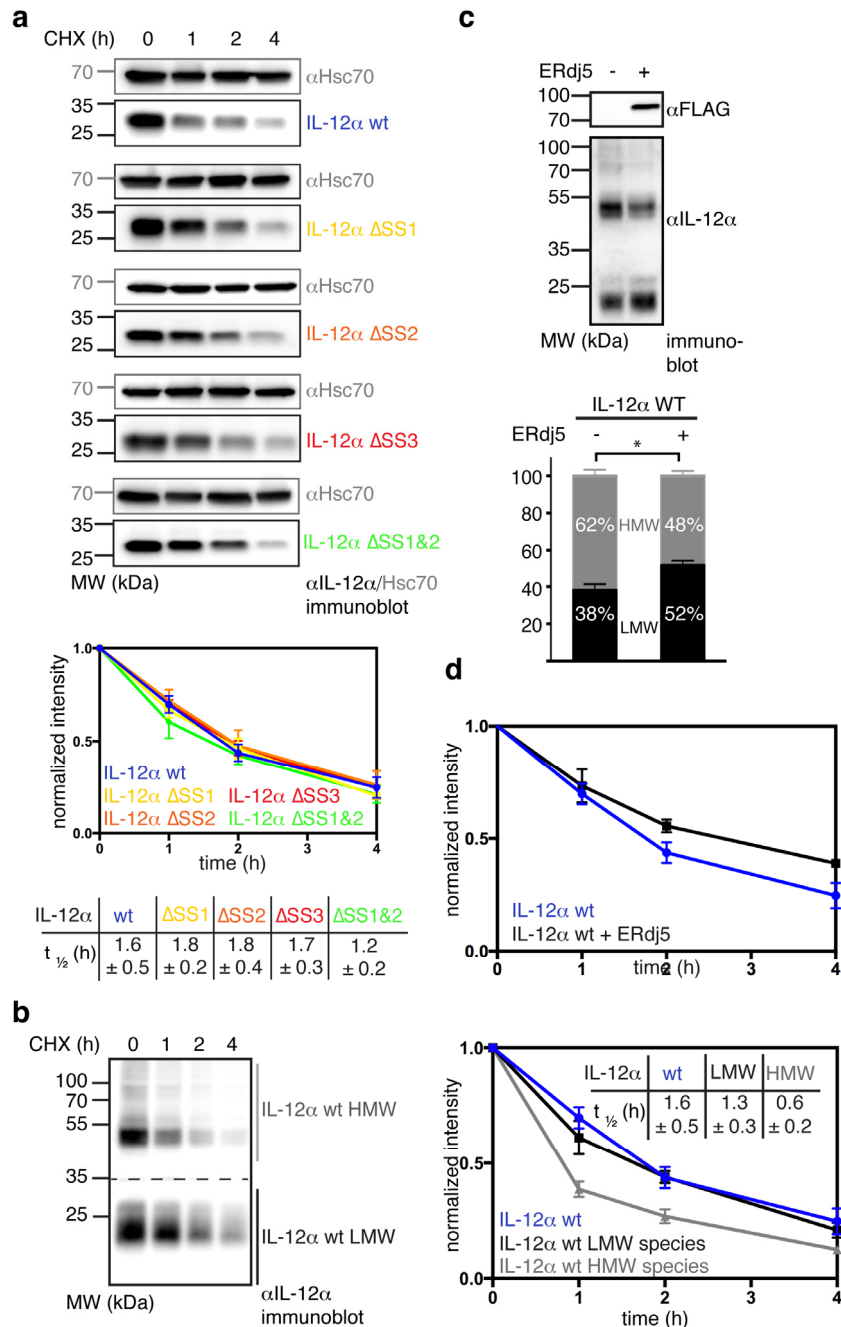 a
CHX (h) 0 1 2 4
70
αHsc70
35
25
IL-12α wt
70
αHsc70
35
25
IL-12α ΔSS1
70
αHsc70
35
25
IL-12α ΔSS2
70
αHsc70
35
25
IL-12α ΔSS3
70
αHsc70
35
25
IL-12α ΔSS1&2
MW (kDa)
αIL-12α/Hsc70
immunoblot
normalized intensity
1.0
0.5
0.0
0 1 2 3 4
time (h)
IL-12α wt
IL-12α ΔSS1 IL-12α ΔSS3
IL-12α ΔSS2 IL-12α ΔSS1&2
IL-12α wt ΔSS1 ΔSS2 ΔSS3 ΔSS1&2
t ½ (h) 1.6 1.8 1.8 1.7 1.2
± 0.5 ± 0.2 ± 0.4 ± 0.3 ± 0.2
b
CHX (h) 0 1 2 4
100
70
55
35
25
IL-12α wt HMW
IL-12α wt LMW
MW (kDa)
αIL-12α
immunoblot
normalized intensity
1.0
0.5
0.0
0 1 2 3 4
time (h)
IL-12α wt LMW HMW
t ½ (h) 1.6 1.3 0.6
± 0.5 ± 0.3 ± 0.2
IL-12α wt
IL-12α wt LMW species
IL-12α wt HMW species
c
ERdj5 - +
100
70
αFLAG
100
70
55
35
25
αIL-12α
MW (kDa)
immuno-
blot
IL-12α WT
ERdj5 - +
*
100
80
60
40
20
62% HMW 48%
38% LMW 52%
d
normalized intensity
1.0
0.5
0.0
0 1 2 3 4
time (h)
IL-12α wt
IL-12α wt + ERdj5